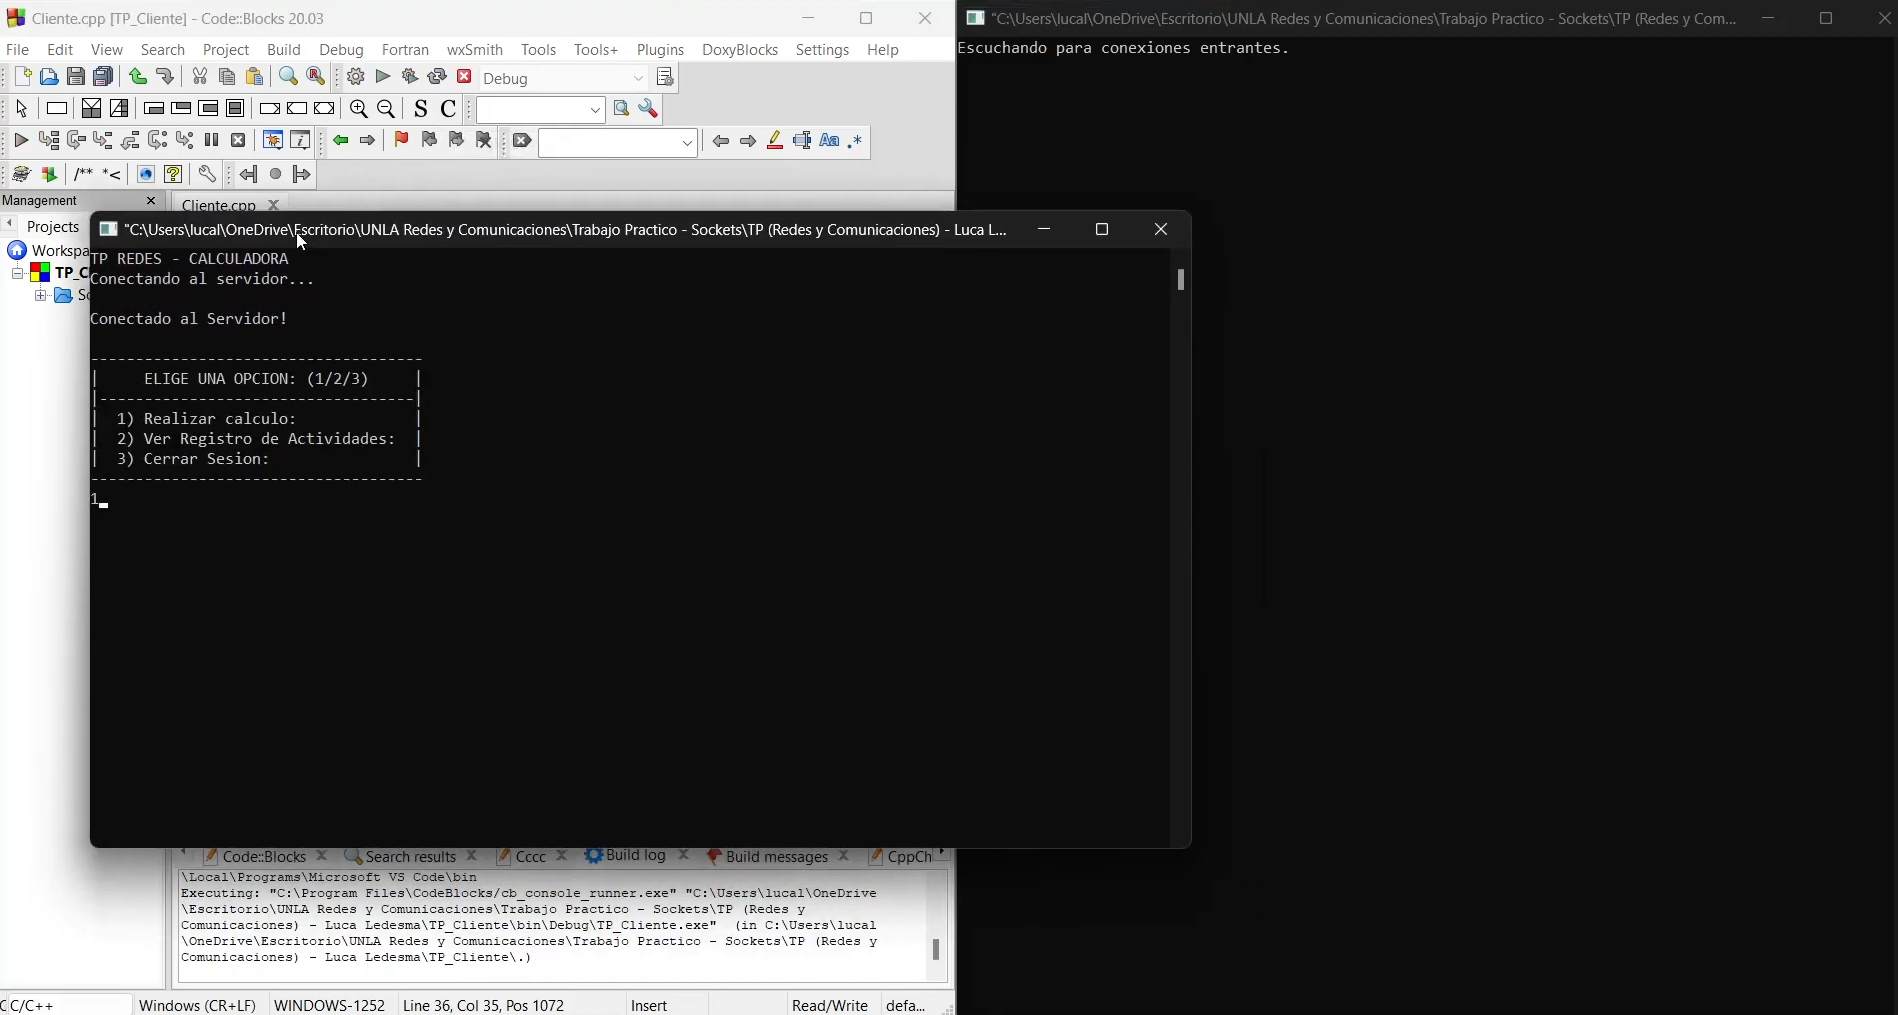 Cliente.cpp [TP_Cliente] - Code::Blocks 20.03
File Edit View Search Project Build Debug Fortran wxSmith Tools Tools+ Plugins DoxyBlocks Settings Help
Debug
S C
Aa .*
/** *<
Management
Cliente.cpp
Projects
Workspa
TP_C
So
"C:\Users\lucal\OneDrive\Escritorio\UNLA Redes y Comunicaciones\Trabajo Practico - Sockets\TP (Redes y Com...
Escuchando para conexiones entrantes.
"C:\Users\lucal\OneDrive\Escritorio\UNLA Redes y Comunicaciones\Trabajo Practico - Sockets\TP (Redes y Comunicaciones) - Luca L...
TP REDES - CALCULADORA
Conectando al servidor...
Conectado al Servidor!
-------------------------------------
| ELIGE UNA OPCION: (1/2/3) |
|-----------------------------------|
| 1) Realizar calculo: |
| 2) Ver Registro de Actividades: |
| 3) Cerrar Sesion: |
-------------------------------------
1_
Code::Blocks Search results Cccc Build log Build messages CppCh
\Local\Programs\Microsoft VS Code\bin
Executing: "C:\Program Files\CodeBlocks/cb_console_runner.exe" "C:\Users\lucal\OneDrive
\Escritorio\UNLA Redes y Comunicaciones\Trabajo Practico - Sockets\TP (Redes y
Comunicaciones) - Luca Ledesma\TP_Cliente\bin\Debug\TP_Cliente.exe" (in C:\Users\lucal
\OneDrive\Escritorio\UNLA Redes y Comunicaciones\Trabajo Practico - Sockets\TP (Redes y
Comunicaciones) - Luca Ledesma\TP_Cliente\.)
C/C++ Windows (CR+LF) WINDOWS-1252 Line 36, Col 35, Pos 1072 Insert Read/Write defa...